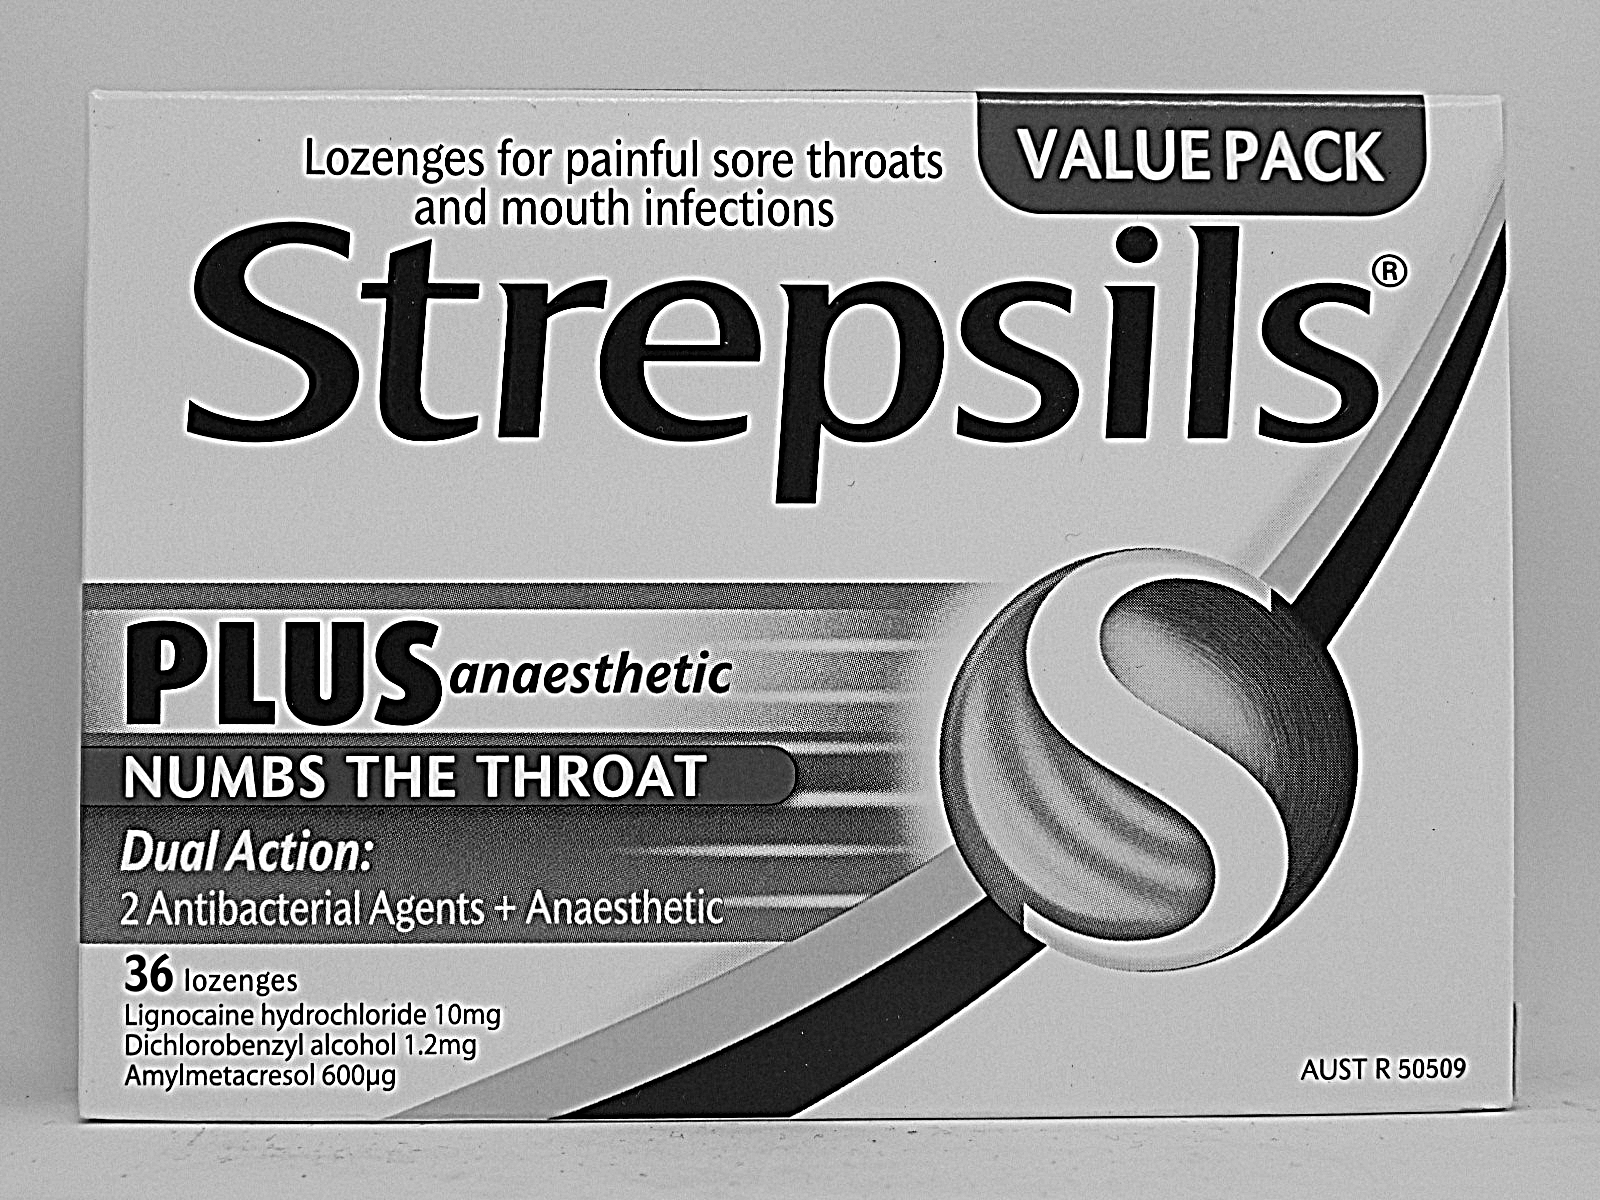 Lozenges for painful sore throats
and mouth infections
VALUE PACK
Strepsils®
PLUS anaesthetic
NUMBS THE THROAT
Dual Action:
2 Antibacterial Agents + Anaesthetic
36 lozenges
Lignocaine hydrochloride 10mg
Dichlorobenzyl alcohol 1.2mg
Amylmetacresol 600µg
AUST R 50509